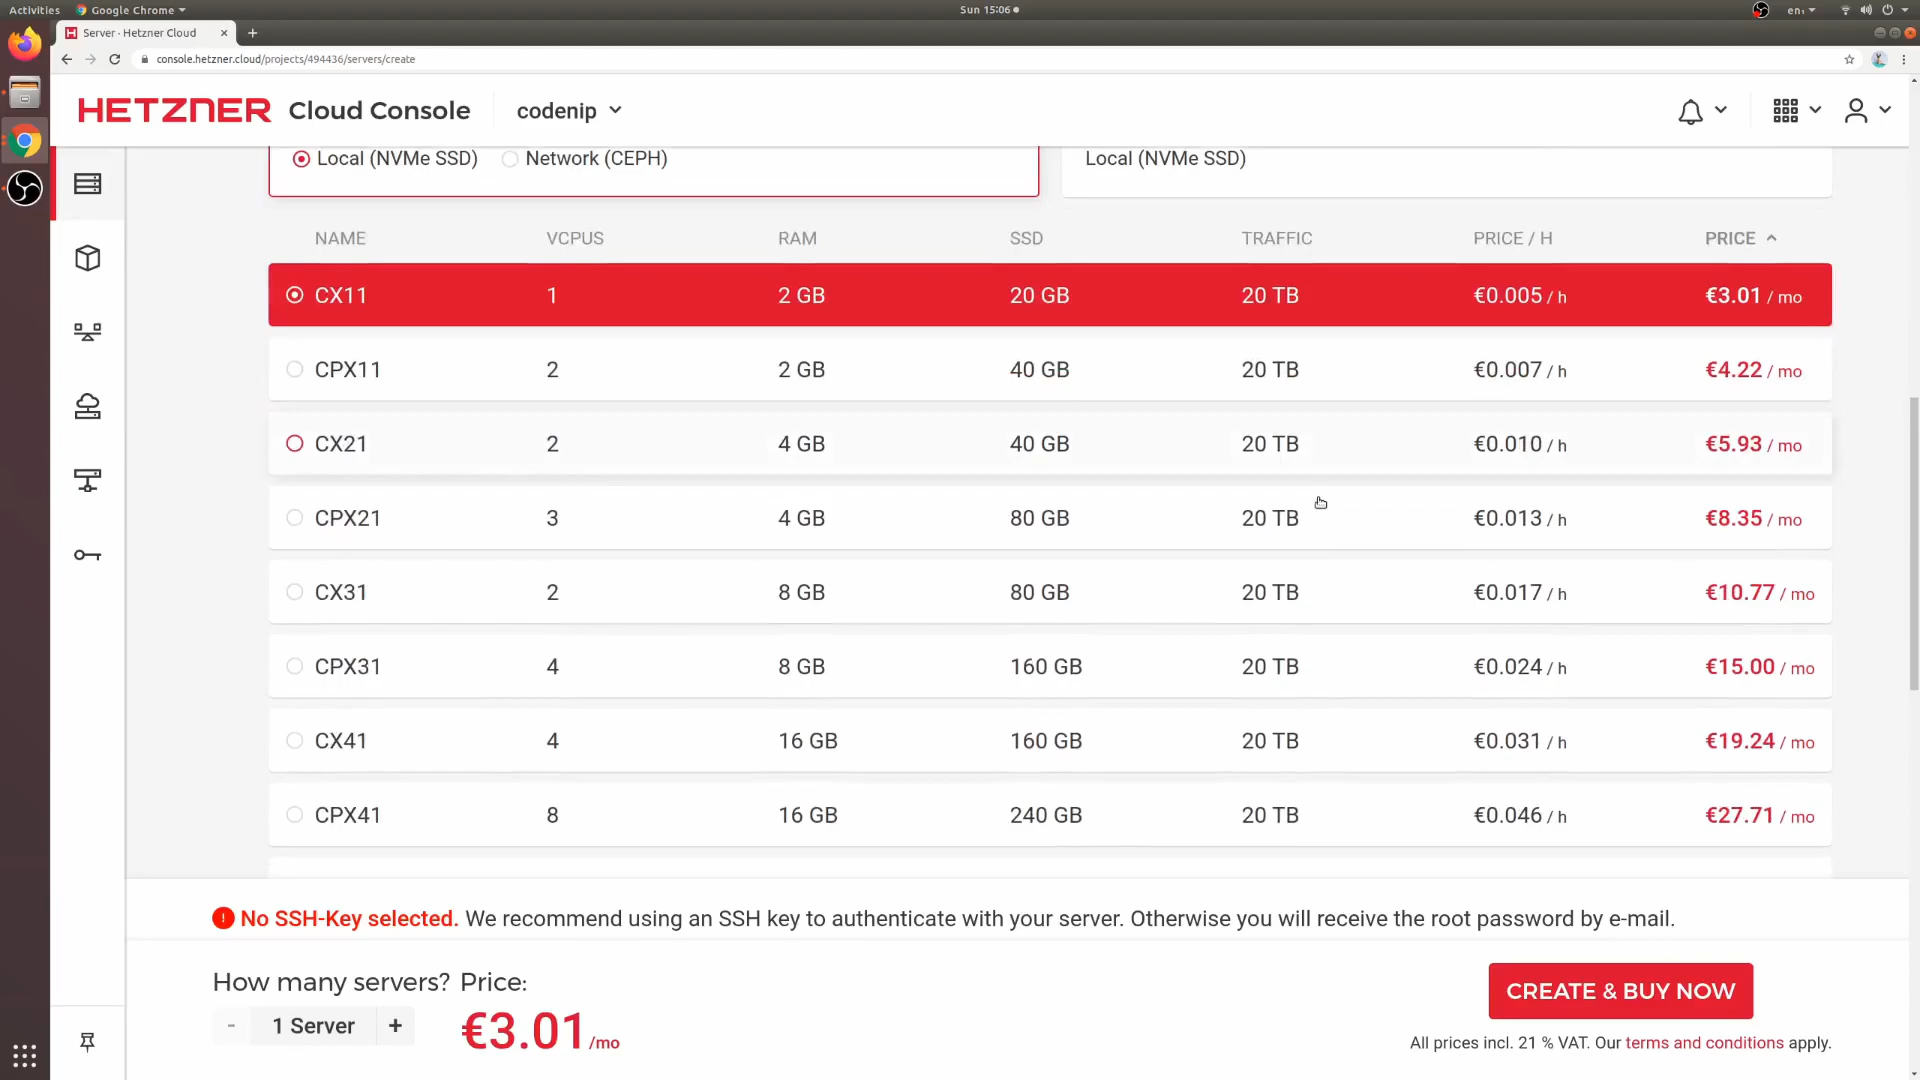 Activities Google Chrome Sun 15:06 en₁
Server · Hetzner Cloud
console.hetzner.cloud/projects/494436/servers/create
HETZNER Cloud Console codenip
Local (NVMe SSD) Network (CEPH) Local (NVMe SSD)
NAME VCPUS RAM SSD TRAFFIC PRICE / H PRICE
CX11 1 2 GB 20 GB 20 TB €0.005 / h €3.01 / mo
CPX11 2 2 GB 40 GB 20 TB €0.007 / h €4.22 / mo
CX21 2 4 GB 40 GB 20 TB €0.010 / h €5.93 / mo
CPX21 3 4 GB 80 GB 20 TB €0.013 / h €8.35 / mo
CX31 2 8 GB 80 GB 20 TB €0.017 / h €10.77 / mo
CPX31 4 8 GB 160 GB 20 TB €0.024 / h €15.00 / mo
CX41 4 16 GB 160 GB 20 TB €0.031 / h €19.24 / mo
CPX41 8 16 GB 240 GB 20 TB €0.046 / h €27.71 / mo
No SSH-Key selected. We recommend using an SSH key to authenticate with your server. Otherwise you will receive the root password by e-mail.
How many servers? Price:
- 1 Server + €3.01 /mo
CREATE & BUY NOW
All prices incl. 21 % VAT. Our terms and conditions apply.